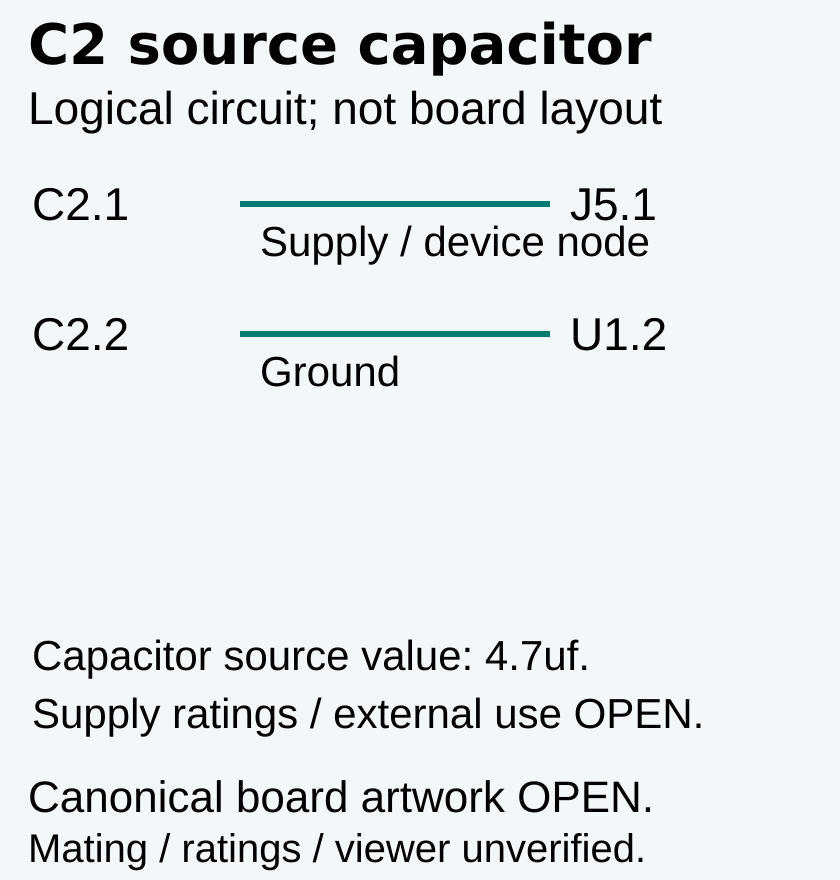 C2 source capacitor
Logical circuit; not board layout
C2.1 J5.1
Supply / device node
C2.2 U1.2
Ground
Capacitor source value: 4.7uf.
Supply ratings / external use OPEN.
Canonical board artwork OPEN.
Mating / ratings / viewer unverified.